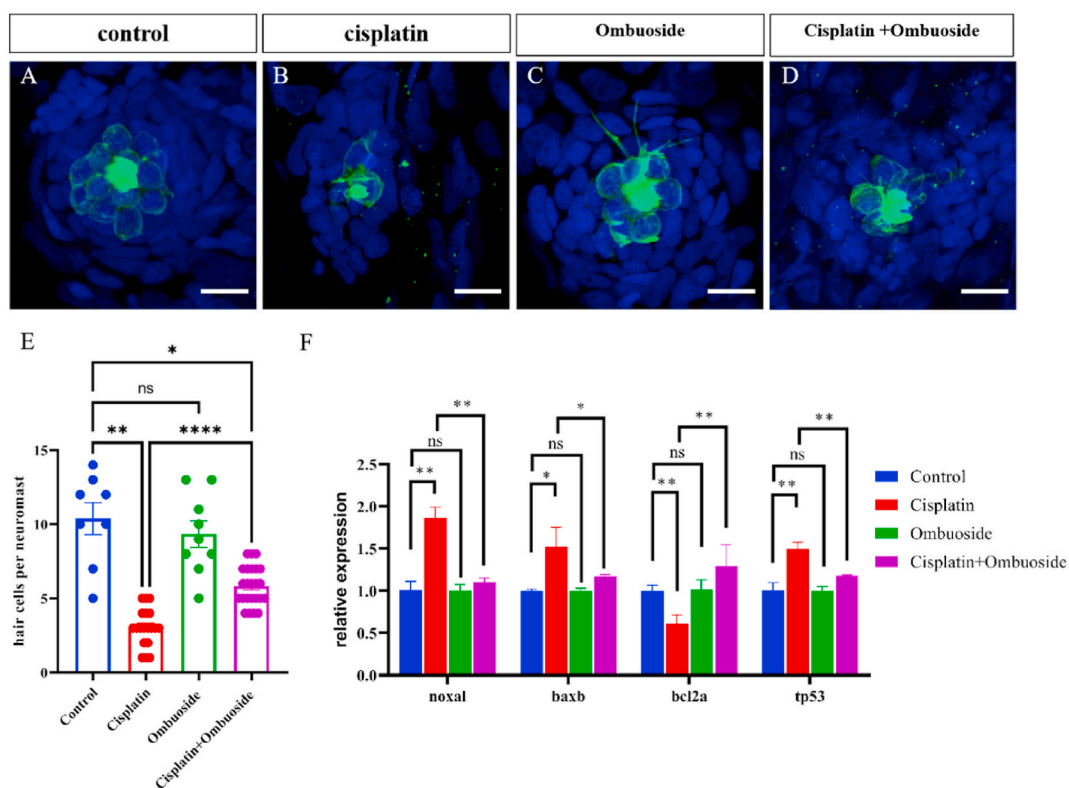 control
cisplatin
Ombuoside
Cisplatin +Ombuoside
A
B
C
D
E
*
ns
**
****
hair cells per neuromast
15
10
5
0
Control
Cisplatin
Ombuoside
Cisplatin+Ombuoside
F
**
ns
**
*
ns
*
**
ns
**
**
ns
**
relative expression
2.5
2.0
1.5
1.0
0.5
0.0
noxal
baxb
bcl2a
tp53
Control
Cisplatin
Ombuoside
Cisplatin+Ombuoside